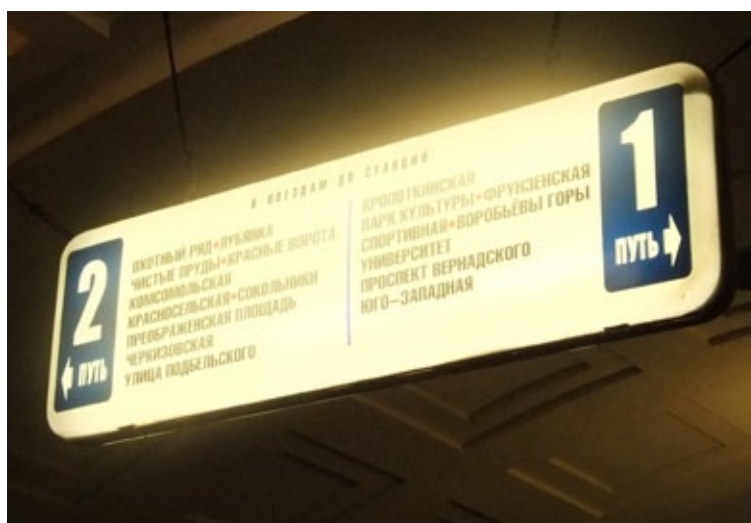 К ПОЕЗДАМ ДО СТАНЦИЙ:
2
← ПУТЬ
ОХОТНЫЙ РЯД•ЛУБЯНКА
ЧИСТЫЕ ПРУДЫ•КРАСНЫЕ ВОРОТА
КОМСОМОЛЬСКАЯ
КРАСНОСЕЛЬСКАЯ•СОКОЛЬНИКИ
ПРЕОБРАЖЕНСКАЯ ПЛОЩАДЬ
ЧЕРКИЗОВСКАЯ
УЛИЦА ПОДБЕЛЬСКОГО
КРОПОТКИНСКАЯ
ПАРК КУЛЬТУРЫ•ФРУНЗЕНСКАЯ
СПОРТИВНАЯ•ВОРОБЬЁВЫ ГОРЫ
УНИВЕРСИТЕТ
ПРОСПЕКТ ВЕРНАДСКОГО
ЮГО-ЗАПАДНАЯ
1
ПУТЬ →